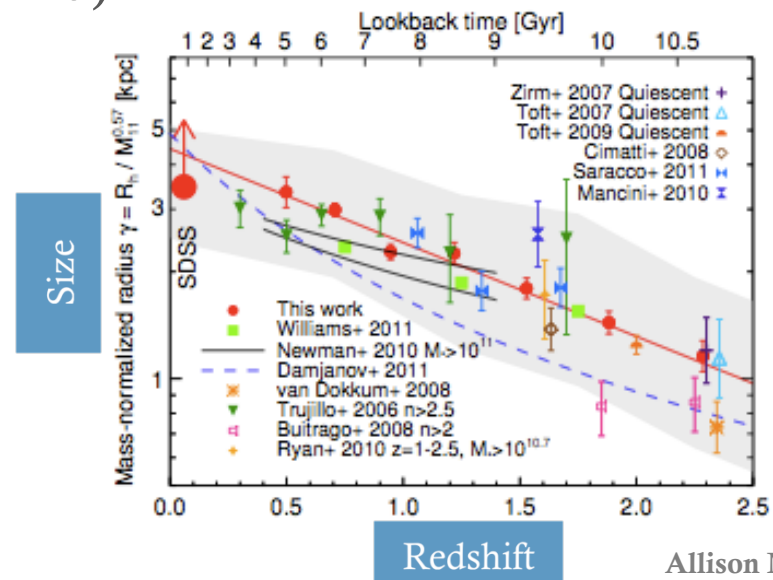 Lookback time [Gyr]
1 2 3 4 5 6 7 8 9 10 10.5
Mass-normalized radius γ = R_h / M_11^0.57 [kpc]
5
3
1
Size
SDSS
Zirm+ 2007 Quiescent
Toft+ 2007 Quiescent
Toft+ 2009 Quiescent
Cimatti+ 2008
Saracco+ 2011
Mancini+ 2010
This work
Williams+ 2011
Newman+ 2010 M*>10^11
Damjanov+ 2011
van Dokkum+ 2008
Trujillo+ 2006 n>2.5
Buitrago+ 2008 n>2
Ryan+ 2010 z=1-2.5, M*>10^10.7
0.0 0.5 1.0 1.5 2.0 2.5
Redshift
Allison